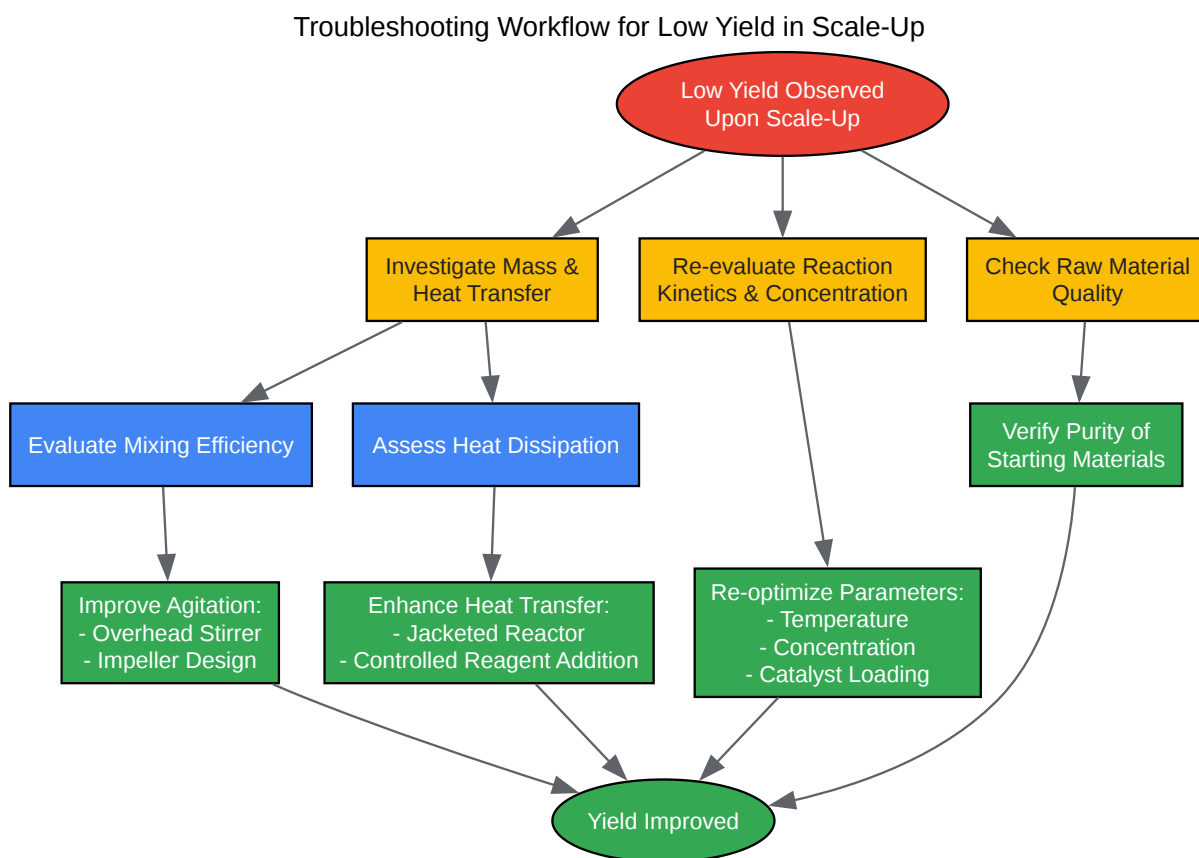 Troubleshooting Workflow for Low Yield in Scale-Up
Low Yield Observed
Upon Scale-Up
Investigate Mass &
Heat Transfer
Re-evaluate Reaction
Kinetics & Concentration
Check Raw Material
Quality
Evaluate Mixing Efficiency
Assess Heat Dissipation
Verify Purity of
Starting Materials
Improve Agitation:
- Overhead Stirrer
- Impeller Design
Enhance Heat Transfer:
- Jacketed Reactor
- Controlled Reagent Addition
Re-optimize Parameters:
- Temperature
- Concentration
- Catalyst Loading
Yield Improved